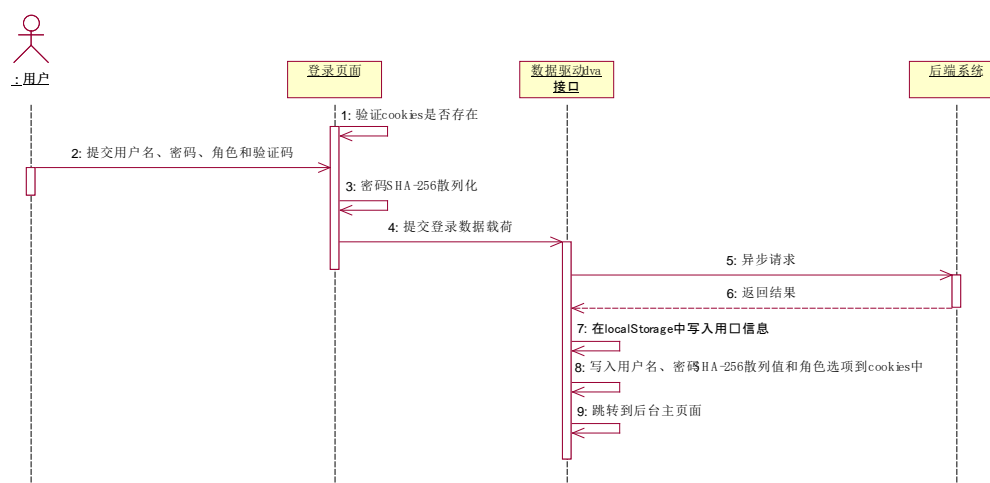 :用户
登录页面
数据驱动dva
接口
后端系统
1: 验证cookies是否存在
2: 提交用户名、密码、角色和验证码
3: 密码SHA-256散列化
4: 提交登录数据载荷
5: 异步请求
6: 返回结果
7: 在localStorage中写入用口信息
8: 写入用户名、密码SHA-256散列值和角色选项到cookies中
9: 跳转到后台主页面